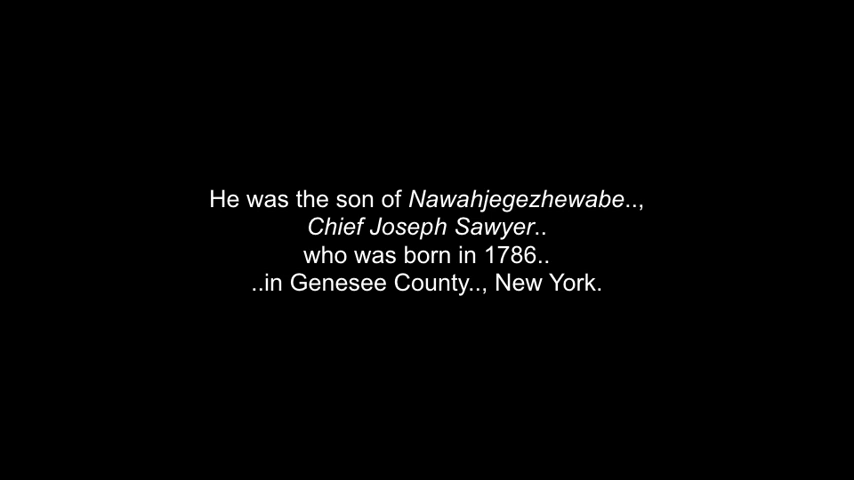 He was the son of Nawahjegezhewabe..,
Chief Joseph Sawyer..
who was born in 1786..
..in Genesee County.., New York.